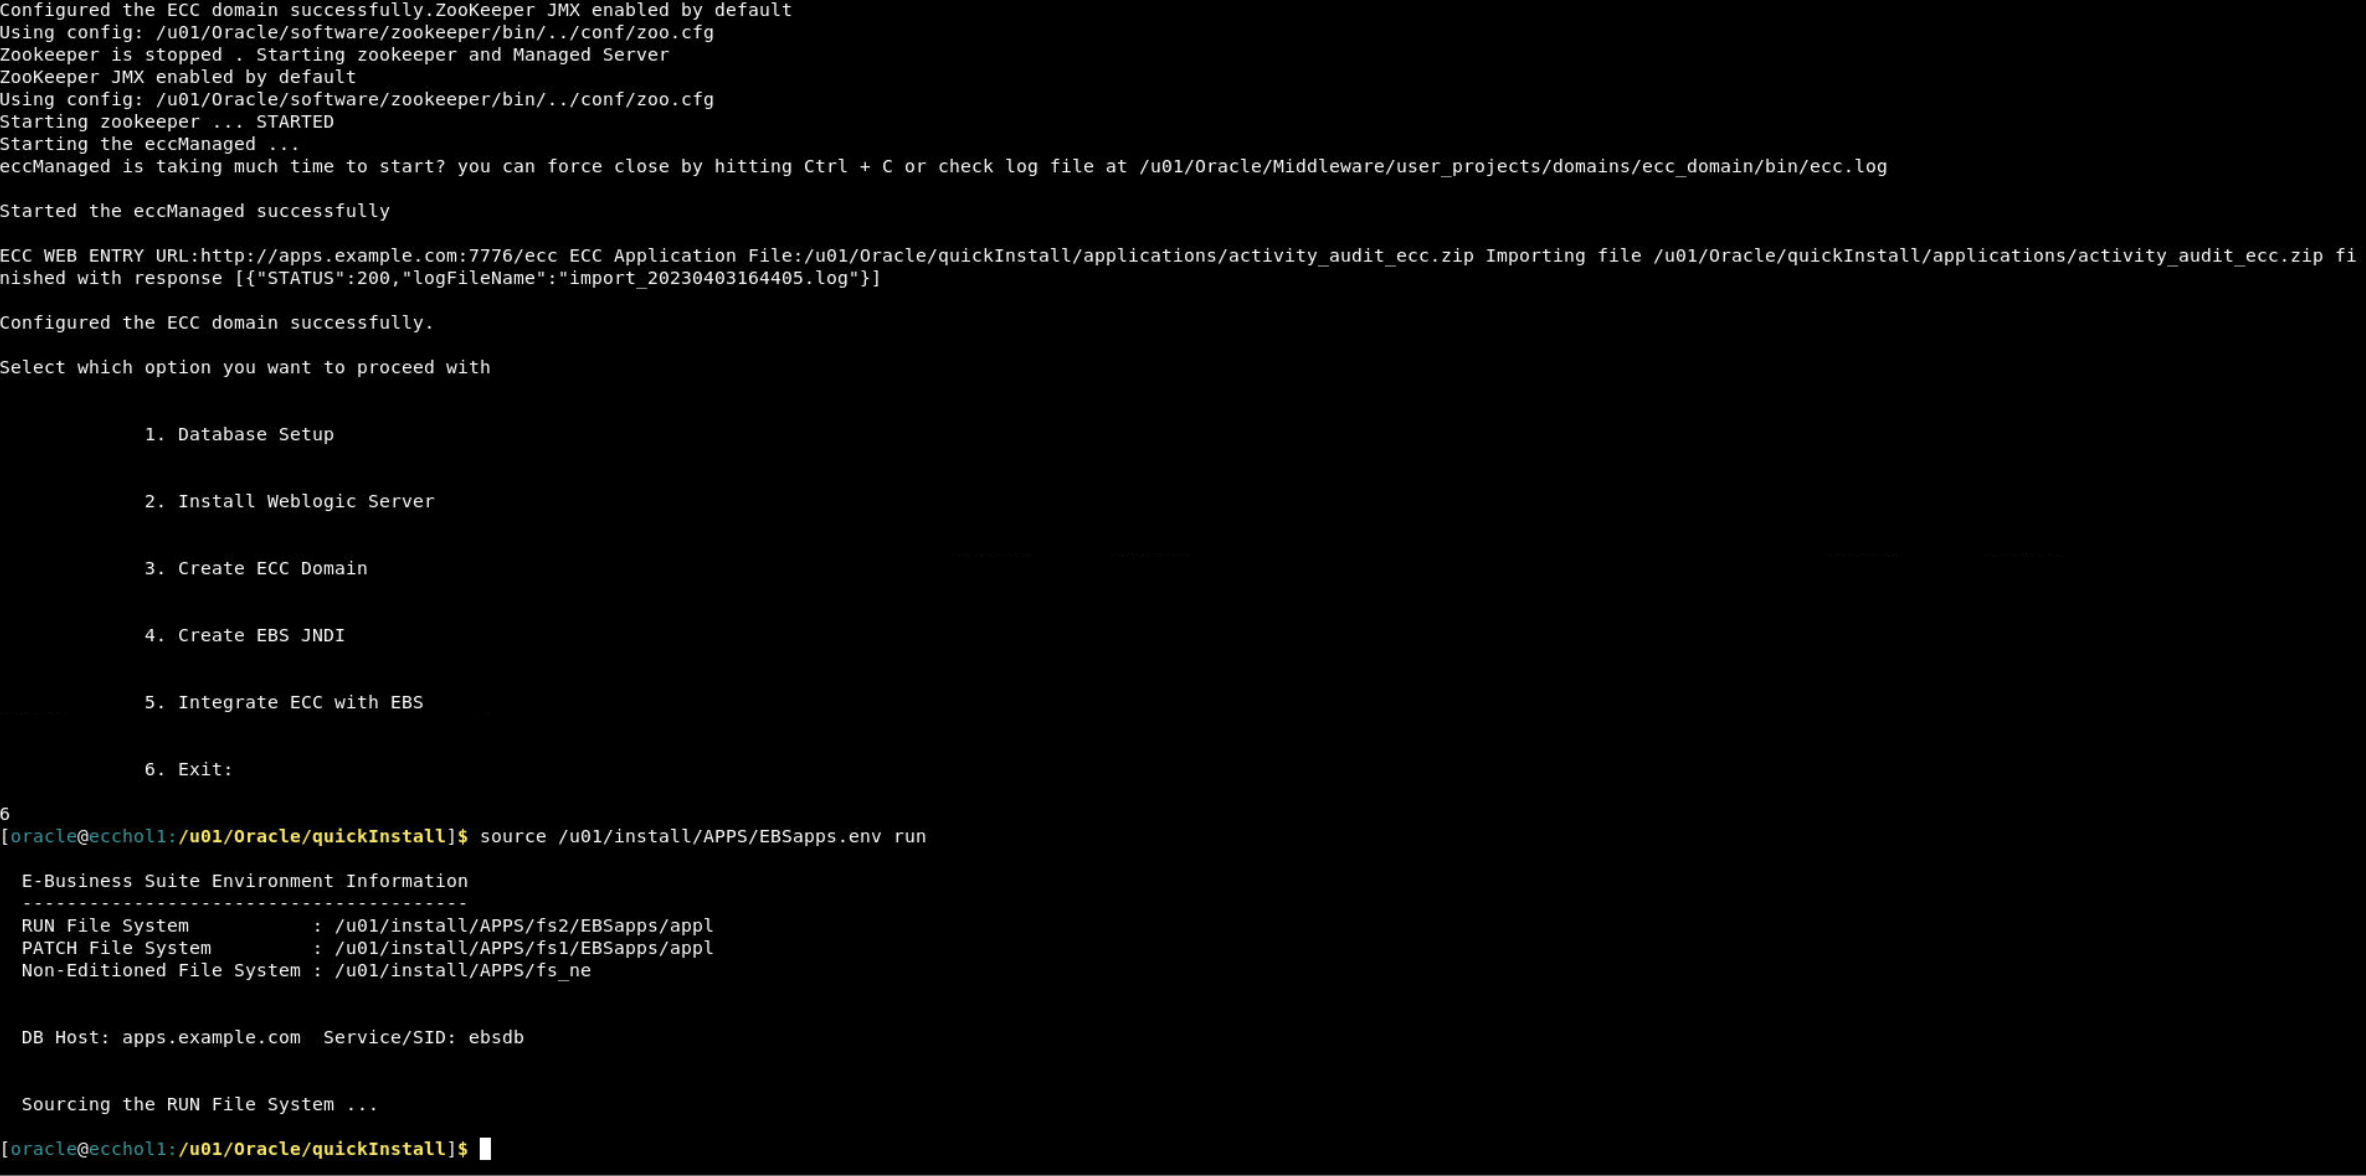 Configured the ECC domain successfully.ZooKeeper JMX enabled by default
Using config: /u01/Oracle/software/zookeeper/bin/../conf/zoo.cfg
Zookeeper is stopped . Starting zookeeper and Managed Server
ZooKeeper JMX enabled by default
Using config: /u01/Oracle/software/zookeeper/bin/../conf/zoo.cfg
Starting zookeeper ... STARTED
Starting the eccManaged ...
eccManaged is taking much time to start? you can force close by hitting Ctrl + C or check log file at /u01/Oracle/Middleware/user_projects/domains/ecc_domain/bin/ecc.log
Started the eccManaged successfully
ECC WEB ENTRY URL:http://apps.example.com:7776/ecc ECC Application File:/u01/Oracle/quickInstall/applications/activity_audit_ecc.zip Importing file /u01/Oracle/quickInstall/applications/activity_audit_ecc.zip fi
nished with response [{"STATUS":200,"logFileName":"import_20230403164405.log"}]
Configured the ECC domain successfully.
Select which option you want to proceed with
1. Database Setup
2. Install Weblogic Server
3. Create ECC Domain
4. Create EBS JNDI
5. Integrate ECC with EBS
6. Exit:
6
[oracle@ecchol1:/u01/Oracle/quickInstall]$ source /u01/install/APPS/EBSapps.env run
E-Business Suite Environment Information
----------------------------------------
RUN File System           : /u01/install/APPS/fs2/EBSapps/appl
PATCH File System         : /u01/install/APPS/fs1/EBSapps/appl
Non-Editioned File System : /u01/install/APPS/fs_ne
DB Host: apps.example.com  Service/SID: ebsdb
Sourcing the RUN File System ...
[oracle@ecchol1:/u01/Oracle/quickInstall]$